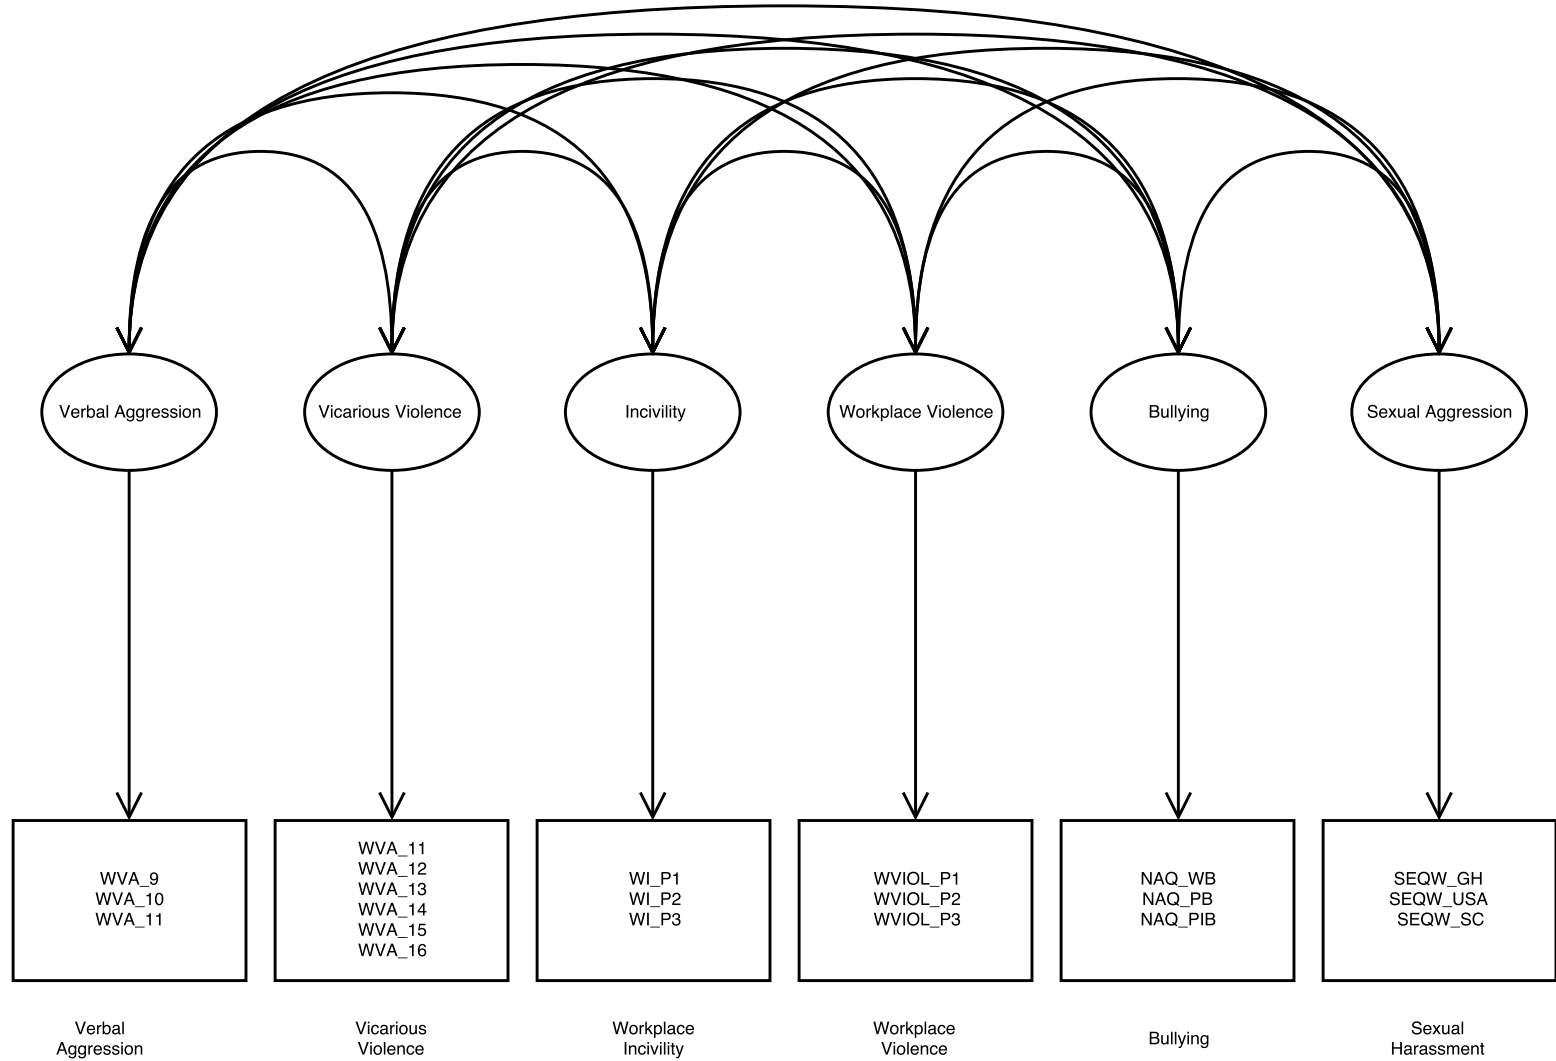 Verbal Aggression
Vicarious Violence
Incivility
Workplace Violence
Bullying
Sexual Aggression
WVA_9
WVA_10
WVA_11
WVA_11
WVA_12
WVA_13
WVA_14
WVA_15
WVA_16
WI_P1
WI_P2
WI_P3
WVIOL_P1
WVIOL_P2
WVIOL_P3
NAQ_WB
NAQ_PB
NAQ_PIB
SEQW_GH
SEQW_USA
SEQW_SC
Verbal
Aggression
Vicarious
Violence
Workplace
Incivility
Workplace
Violence
Bullying
Sexual
Harassment